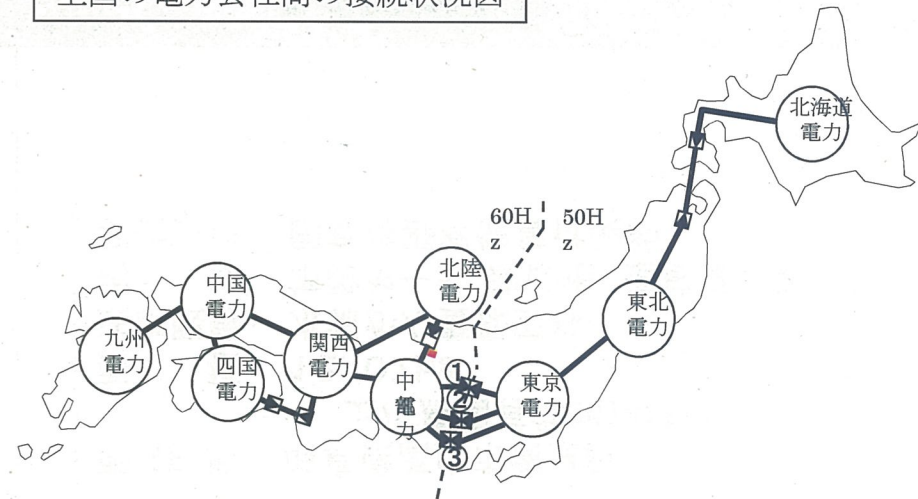 全国の電力会社間の接続状況図
北海道
電力
60H
z
50H
z
北陸
電力
中国
電力
東北
電力
九州
電力
関西
電力
四国
電力
中
部
電
力
①
②
③
東京
電力